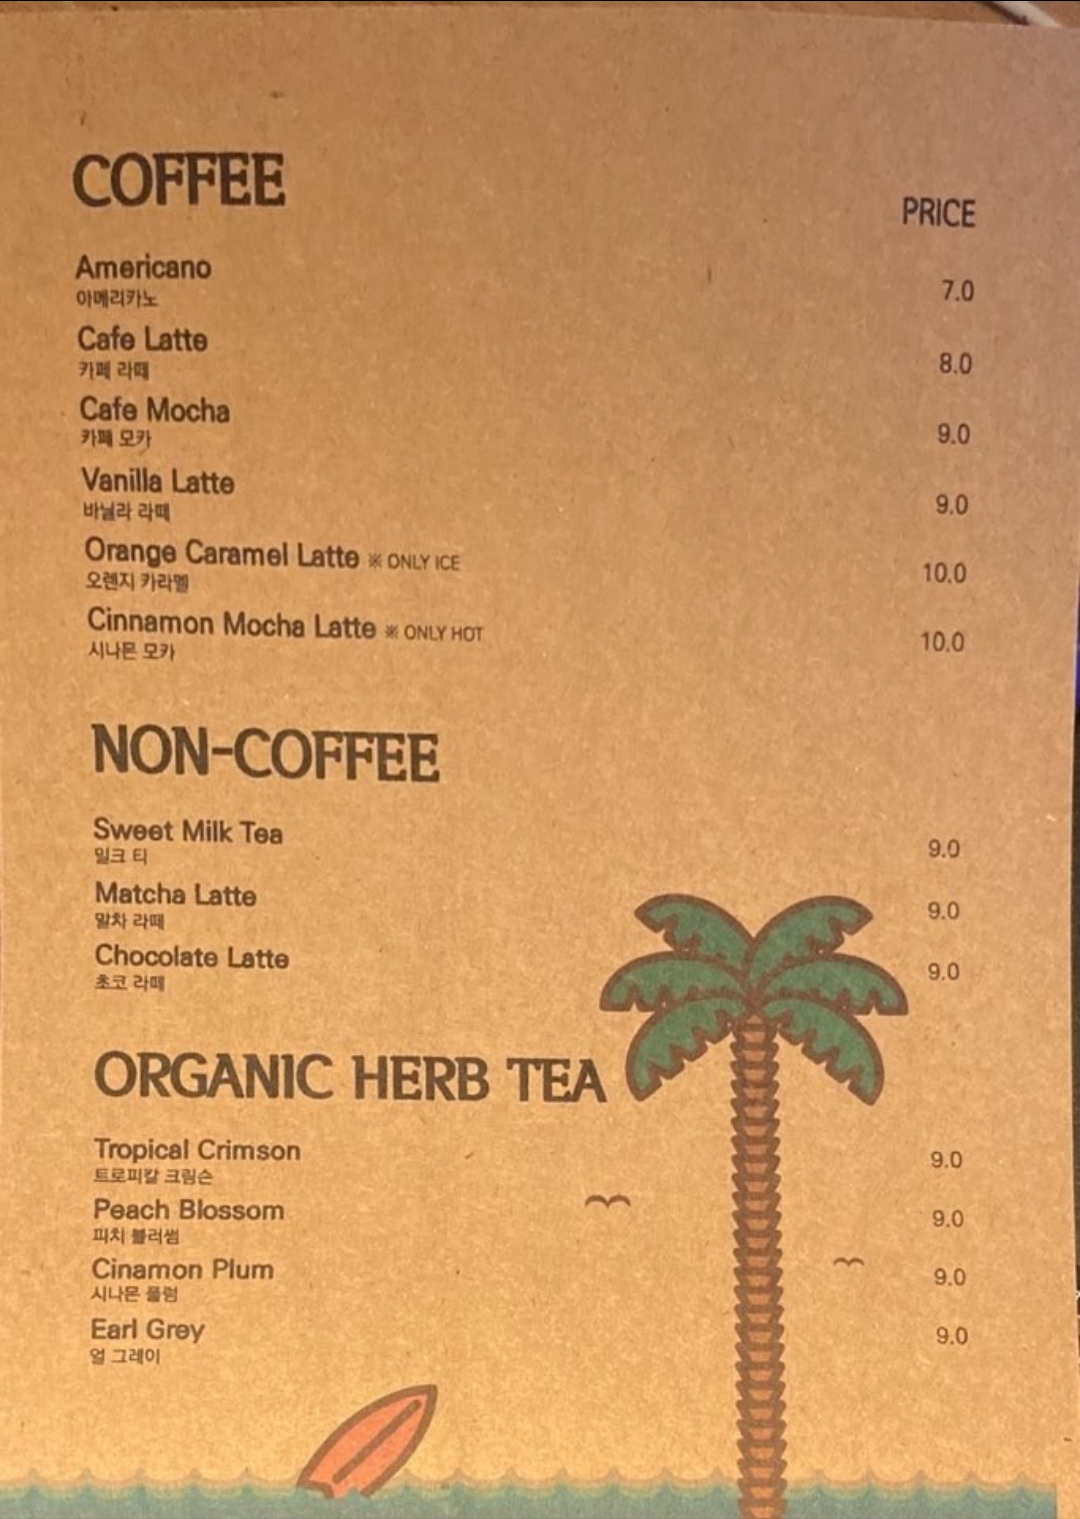 COFFEE
PRICE
Americano 7.0
아메리카노
Cafe Latte 8.0
카페 라떼
Cafe Mocha 9.0
카페 모카
Vanilla Latte 9.0
바닐라 라떼
Orange Caramel Latte ※ ONLY ICE 10.0
오렌지 카라멜
Cinnamon Mocha Latte ※ ONLY HOT 10.0
시나몬 모카
NON-COFFEE
Sweet Milk Tea 9.0
밀크 티
Matcha Latte 9.0
말차 라떼
Chocolate Latte 9.0
초코 라떼
ORGANIC HERB TEA
Tropical Crimson 9.0
트로피칼 크림슨
Peach Blossom 9.0
피치 블러썸
Cinamon Plum 9.0
시나몬 플럼
Earl Grey 9.0
얼 그레이